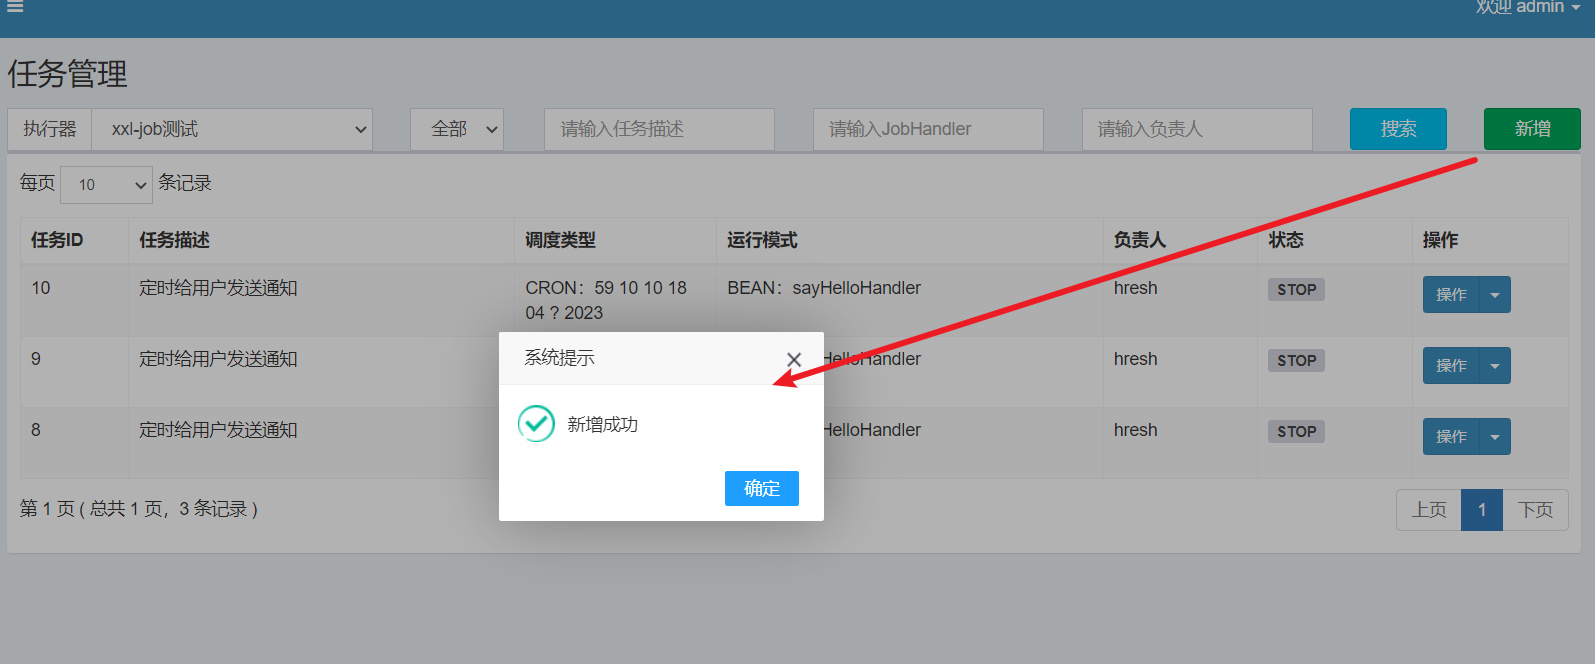 欢迎 admin
任务管理
执行器 xxl-job测试 全部 请输入任务描述 请输入JobHandler 请输入负责人 搜索 新增
每页 10 条记录
任务ID 任务描述 调度类型 运行模式 负责人 状态 操作
10 定时给用户发送通知 CRON：59 10 10 18 BEAN：sayHelloHandler hresh STOP 操作
04 ? 2023
系统提示
9 定时给用户发送通知 HelloHandler hresh STOP 操作
新增成功
8 定时给用户发送通知 HelloHandler hresh STOP 操作
确定
第 1 页 ( 总共 1 页，3 条记录 ) 上页 1 下页